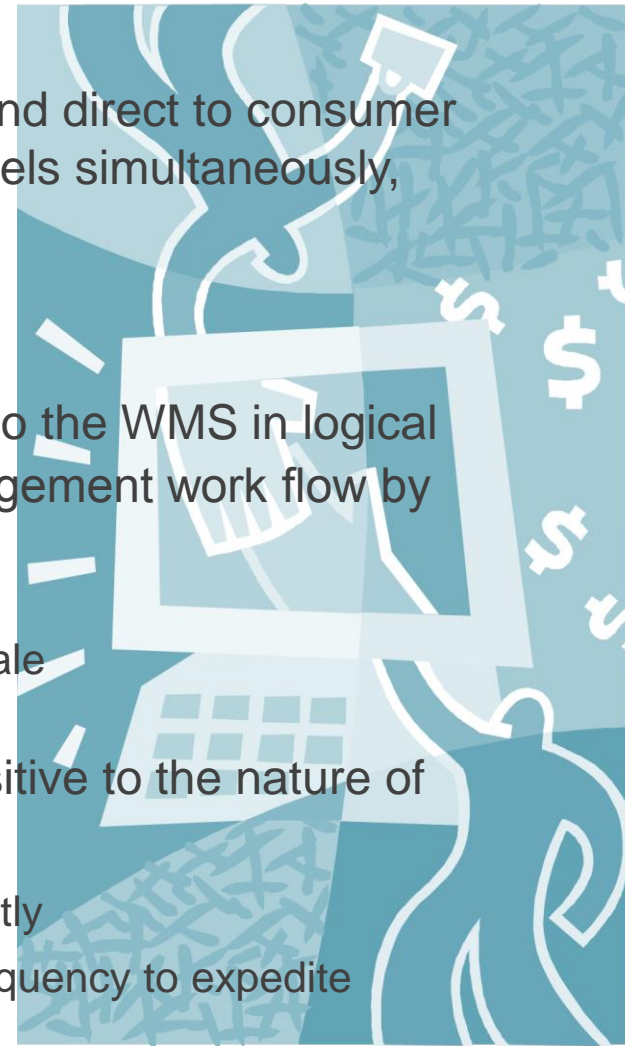 nd direct to consumer
els simultaneously,
o the WMS in logical
gement work flow by
ale
sitive to the nature of
tly
quency to expedite